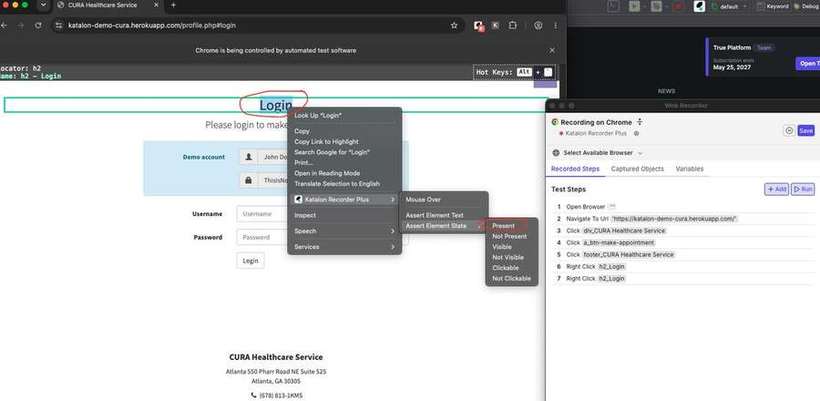 CURA Healthcare Service
katalon-demo-cura.herokuapp.com/profile.php#login
Chrome is being controlled by automated test software
ocator: h2
Name: h2 - Login
Hot Keys: Alt +
Login
Please login to make
Demo account
John Do
ThisIsNo
Username
Username
Password
Password
Login
Look Up "Login"
Copy
Copy Link to Highlight
Search Google for "Login"
Print...
Open in Reading Mode
Translate Selection to English
Katalon Recorder Plus
Inspect
Speech
Services
Mouse Over
Assert Element Text
Assert Element State
Present
Not Present
Visible
Not Visible
Clickable
Not Clickable
CURA Healthcare Service
Atlanta 550 Pharr Road NE Suite 525
Atlanta, GA 30305
(678) 813-1KMS
default
Keyword
Debug
True Platform
Team
Subscription ends
May 25, 2027
Open T
NEWS
Web Recorder
Recording on Chrome
Katalon Recorder Plus
Save
Select Available Browser
Recorded Steps
Captured Objects
Variables
Test Steps
+ Add
Run
1 Open Browser
2 Navigate To Url "https://katalon-demo-cura.herokuapp.com/"
3 Click div_CURA Healthcare Service
4 Click a_btn-make-appointment
5 Click footer_CURA Healthcare Service
6 Right Click h2_Login
7 Right Click h2_Login